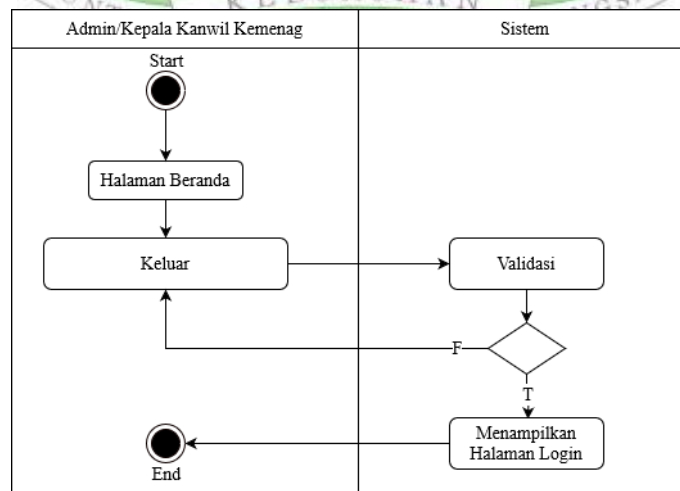 Admin/Kepala Kanwil Kemenag
Sistem
Start
Halaman Beranda
Keluar
Validasi
F
T
Menampilkan
Halaman Login
End